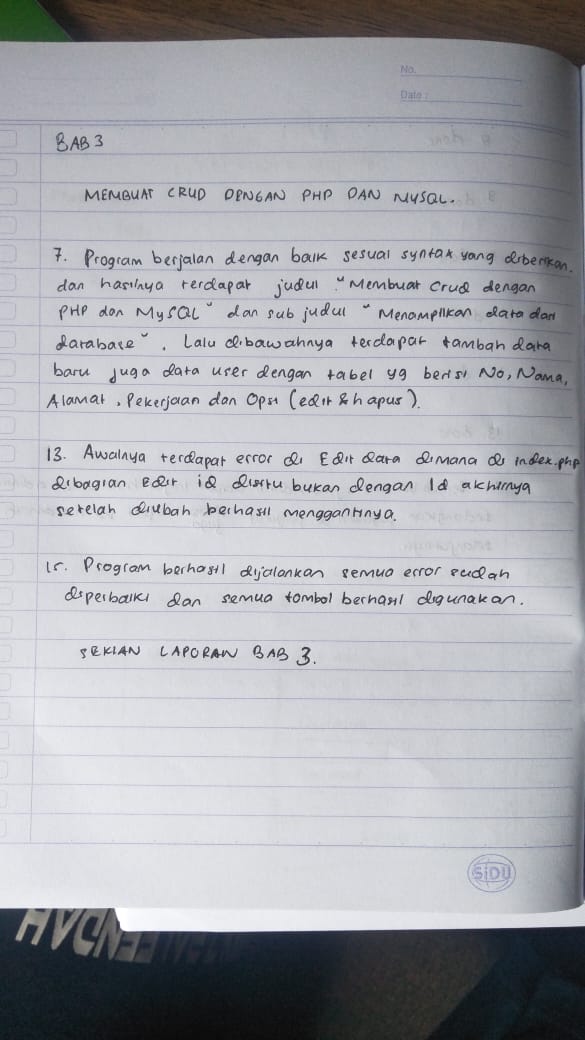 No.
Date :
BAB 3
MEMBUAT CRUD DENGAN PHP DAN MYSQL.
7. Program berjalan dengan baik sesuai syntax yang diberikan.
dan hasilnya terdapat judul "Membuat Crud dengan
PHP dan MySQL" dan sub judul "Menampilkan data dari
database". Lalu dibawahnya terdapat tambah data
baru juga data user dengan tabel yg berisi No, Nama,
Alamat, Pekerjaan dan Opsi (edit & hapus).
13. Awalnya terdapat error di Edit data dimana di index.php
dibagian Edit id disitu bukan dengan Id akhirnya
setelah diubah berhasil menggantinya.
15. Program berhasil dijalankan semua error sudah
diperbaiki dan semua tombol berhasil digunakan.
SEKIAN LAPORAN BAB 3.
SiDU